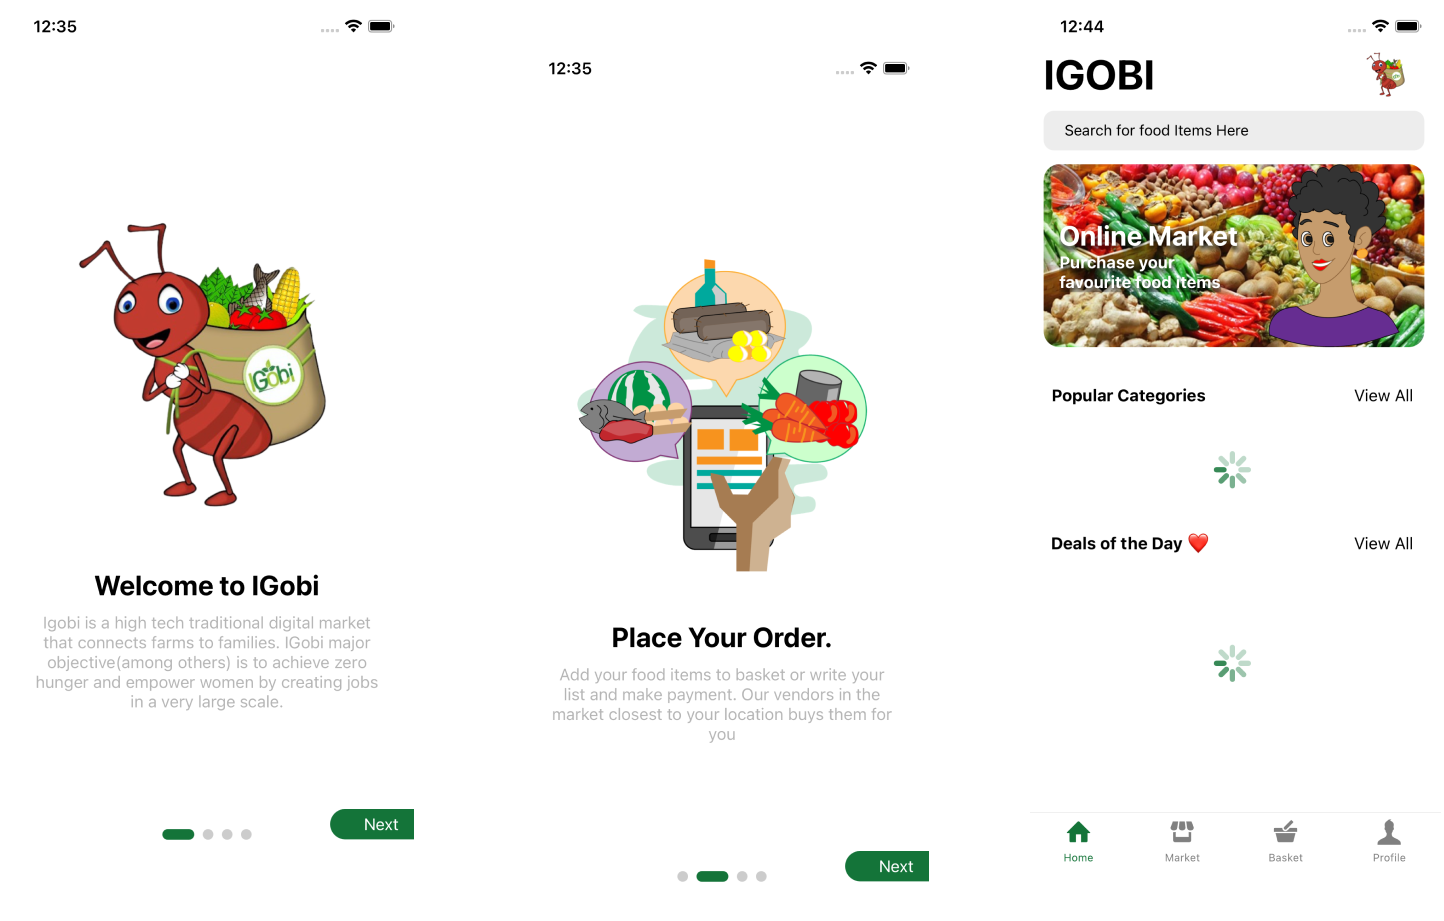 12:35
IGobi
Welcome to IGobi
Igobi is a high tech traditional digital market
that connects farms to families. IGobi major
objective(among others) is to achieve zero
hunger and empower women by creating jobs
in a very large scale.
Next
12:35
Place Your Order.
Add your food items to basket or write your
list and make payment. Our vendors in the
market closest to your location buys them for
you
Next
12:44
IGOBI
Search for food Items Here
Online Market
Purchase your
favourite food Items
Popular Categories
View All
Deals of the Day ❤️
View All
Home
Market
Basket
Profile